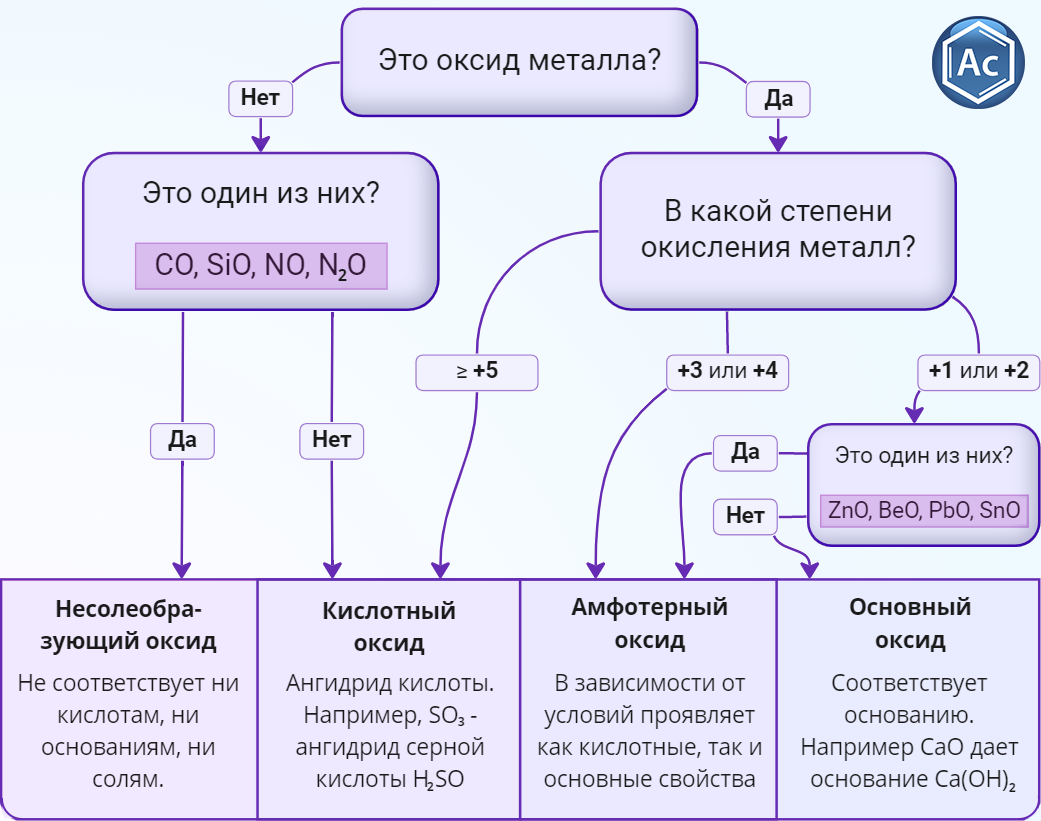 Это оксид металла?
Ac
Нет
Да
Это один из них?
CO, SiO, NO, N₂O
В какой степени
окисления металл?
≥ +5
+3 или +4
+1 или +2
Да
Нет
Это один из них?
ZnO, BeO, PbO, SnO
Да
Нет
Несолеобра-
зующий оксид
Не соответствует ни
кислотам, ни
основаниям, ни
солям.
Кислотный
оксид
Ангидрид кислоты.
Например, SO₃ -
ангидрид серной
кислоты H₂SO
Амфотерный
оксид
В зависимости от
условий проявляет
как кислотные, так и
основные свойства
Основный
оксид
Соответствует
основанию.
Например CaO дает
основание Ca(OH)₂